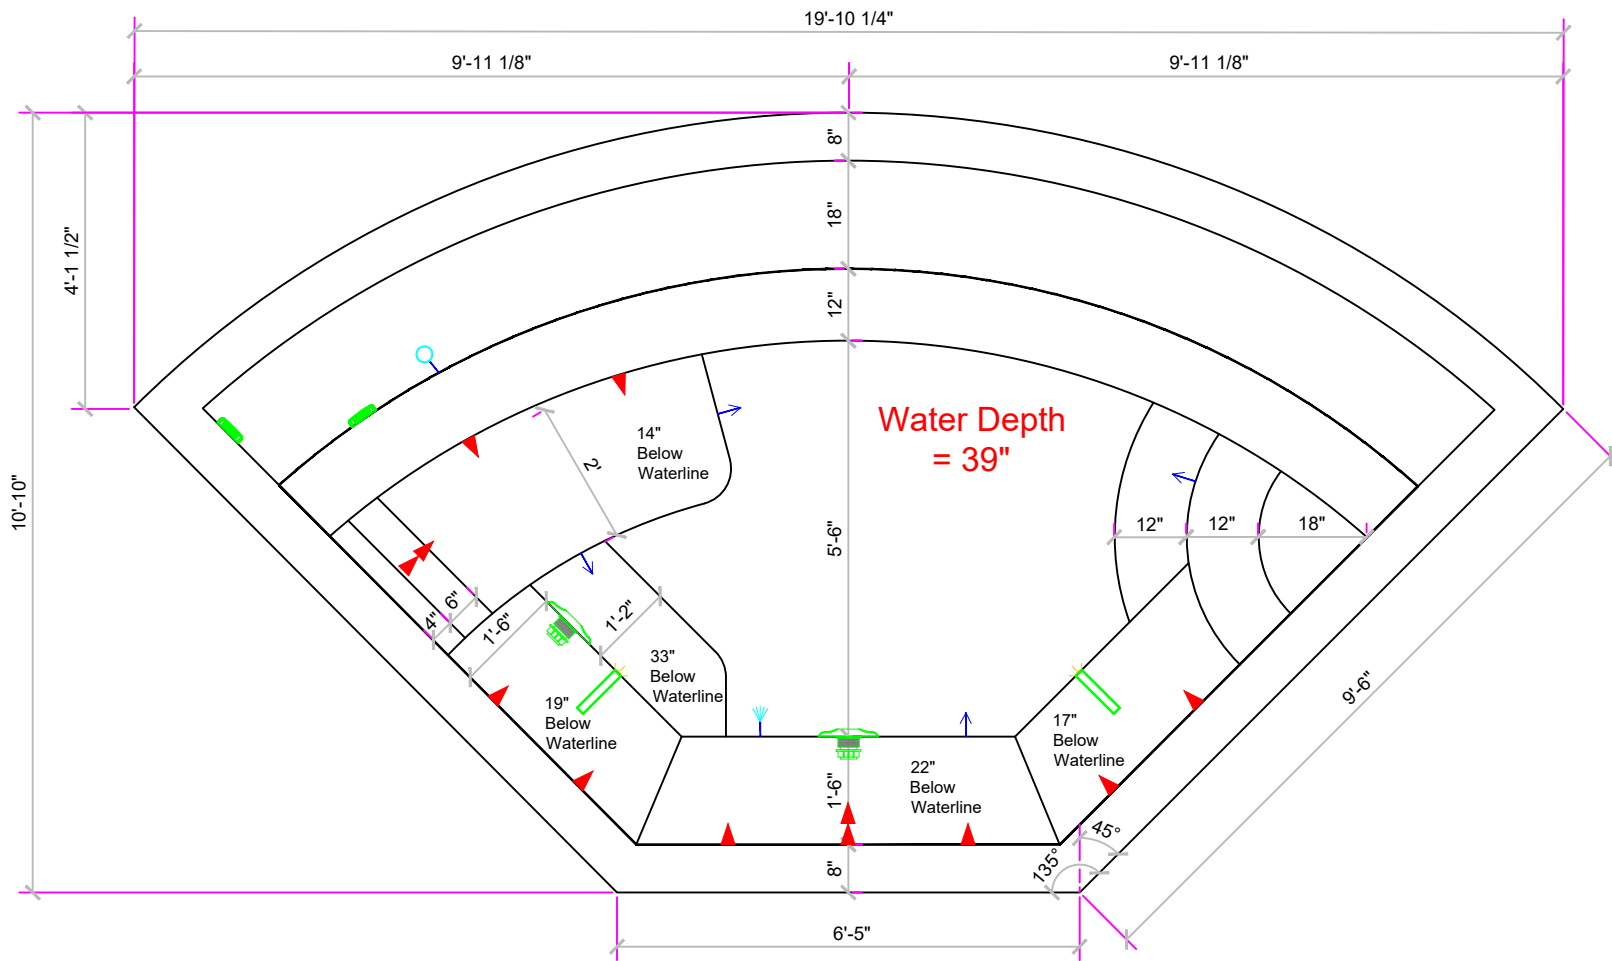 19'-10 1/4"
9'-11 1/8"
9'-11 1/8"
8"
18"
12"
4'-1 1/2"
10'-10"
Water Depth
= 39"
14"
Below
Waterline
2'
5'-6"
12"
12"
18"
4"
6"
1'-6"
1'-2"
33"
Below
Waterline
19"
Below
Waterline
17"
Below
Waterline
22"
Below
Waterline
1'-6"
9'-6"
45°
135°
8"
6'-5"